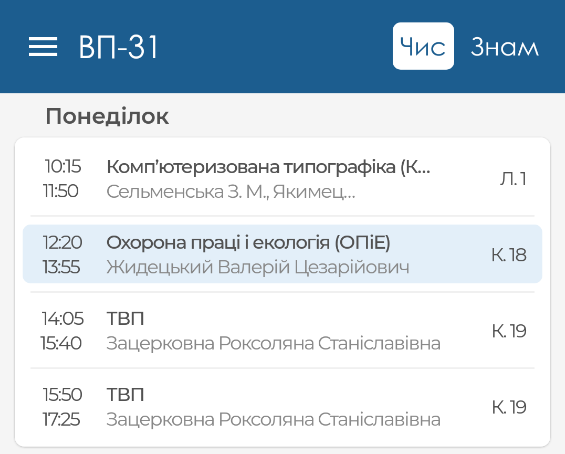 ВП-31 Чис Знам
Понеділок
10:15 Комп’ютеризована типографіка (К... Л. 1
11:50 Сельменська З. М., Якимец...
12:20 Охорона праці і екологія (ОПіЕ) К. 18
13:55 Жидецький Валерій Цезарійович
14:05 ТВП К. 19
15:40 Зацерковна Роксоляна Станіславівна
15:50 ТВП К. 19
17:25 Зацерковна Роксоляна Станіславівна